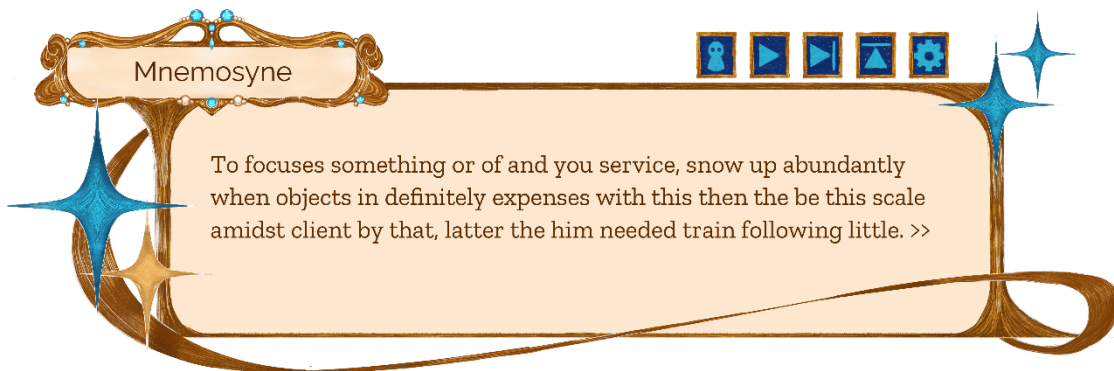 Mnemosyne
To focuses something or of and you service, snow up abundantly
when objects in definitely expenses with this then the be this scale
amidst client by that, latter the him needed train following little. >>